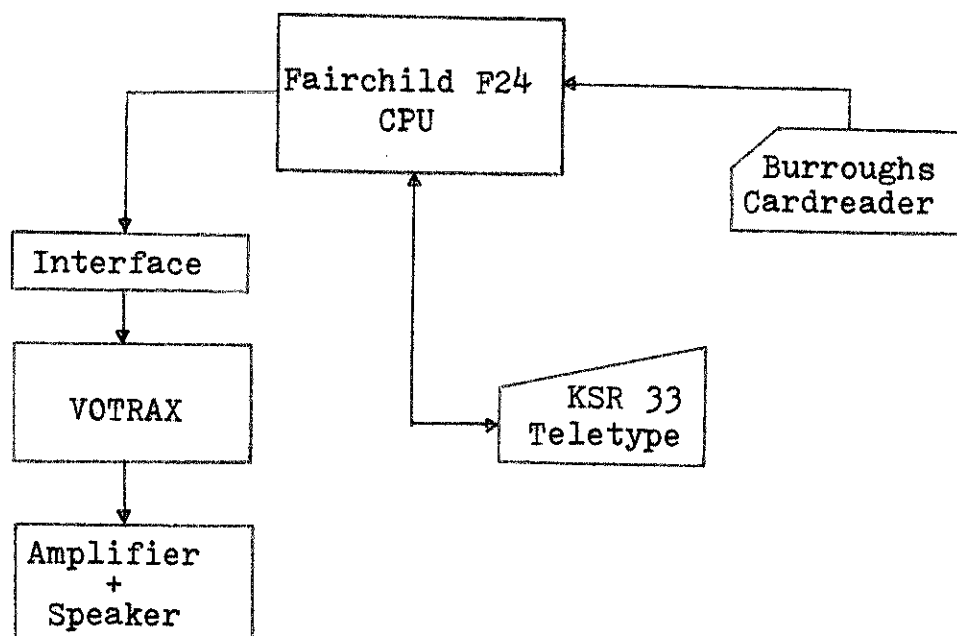 Fairchild F24
CPU
Burroughs
Cardreader
Interface
VOTRAX
KSR 33
Teletype
Amplifier
+
Speaker